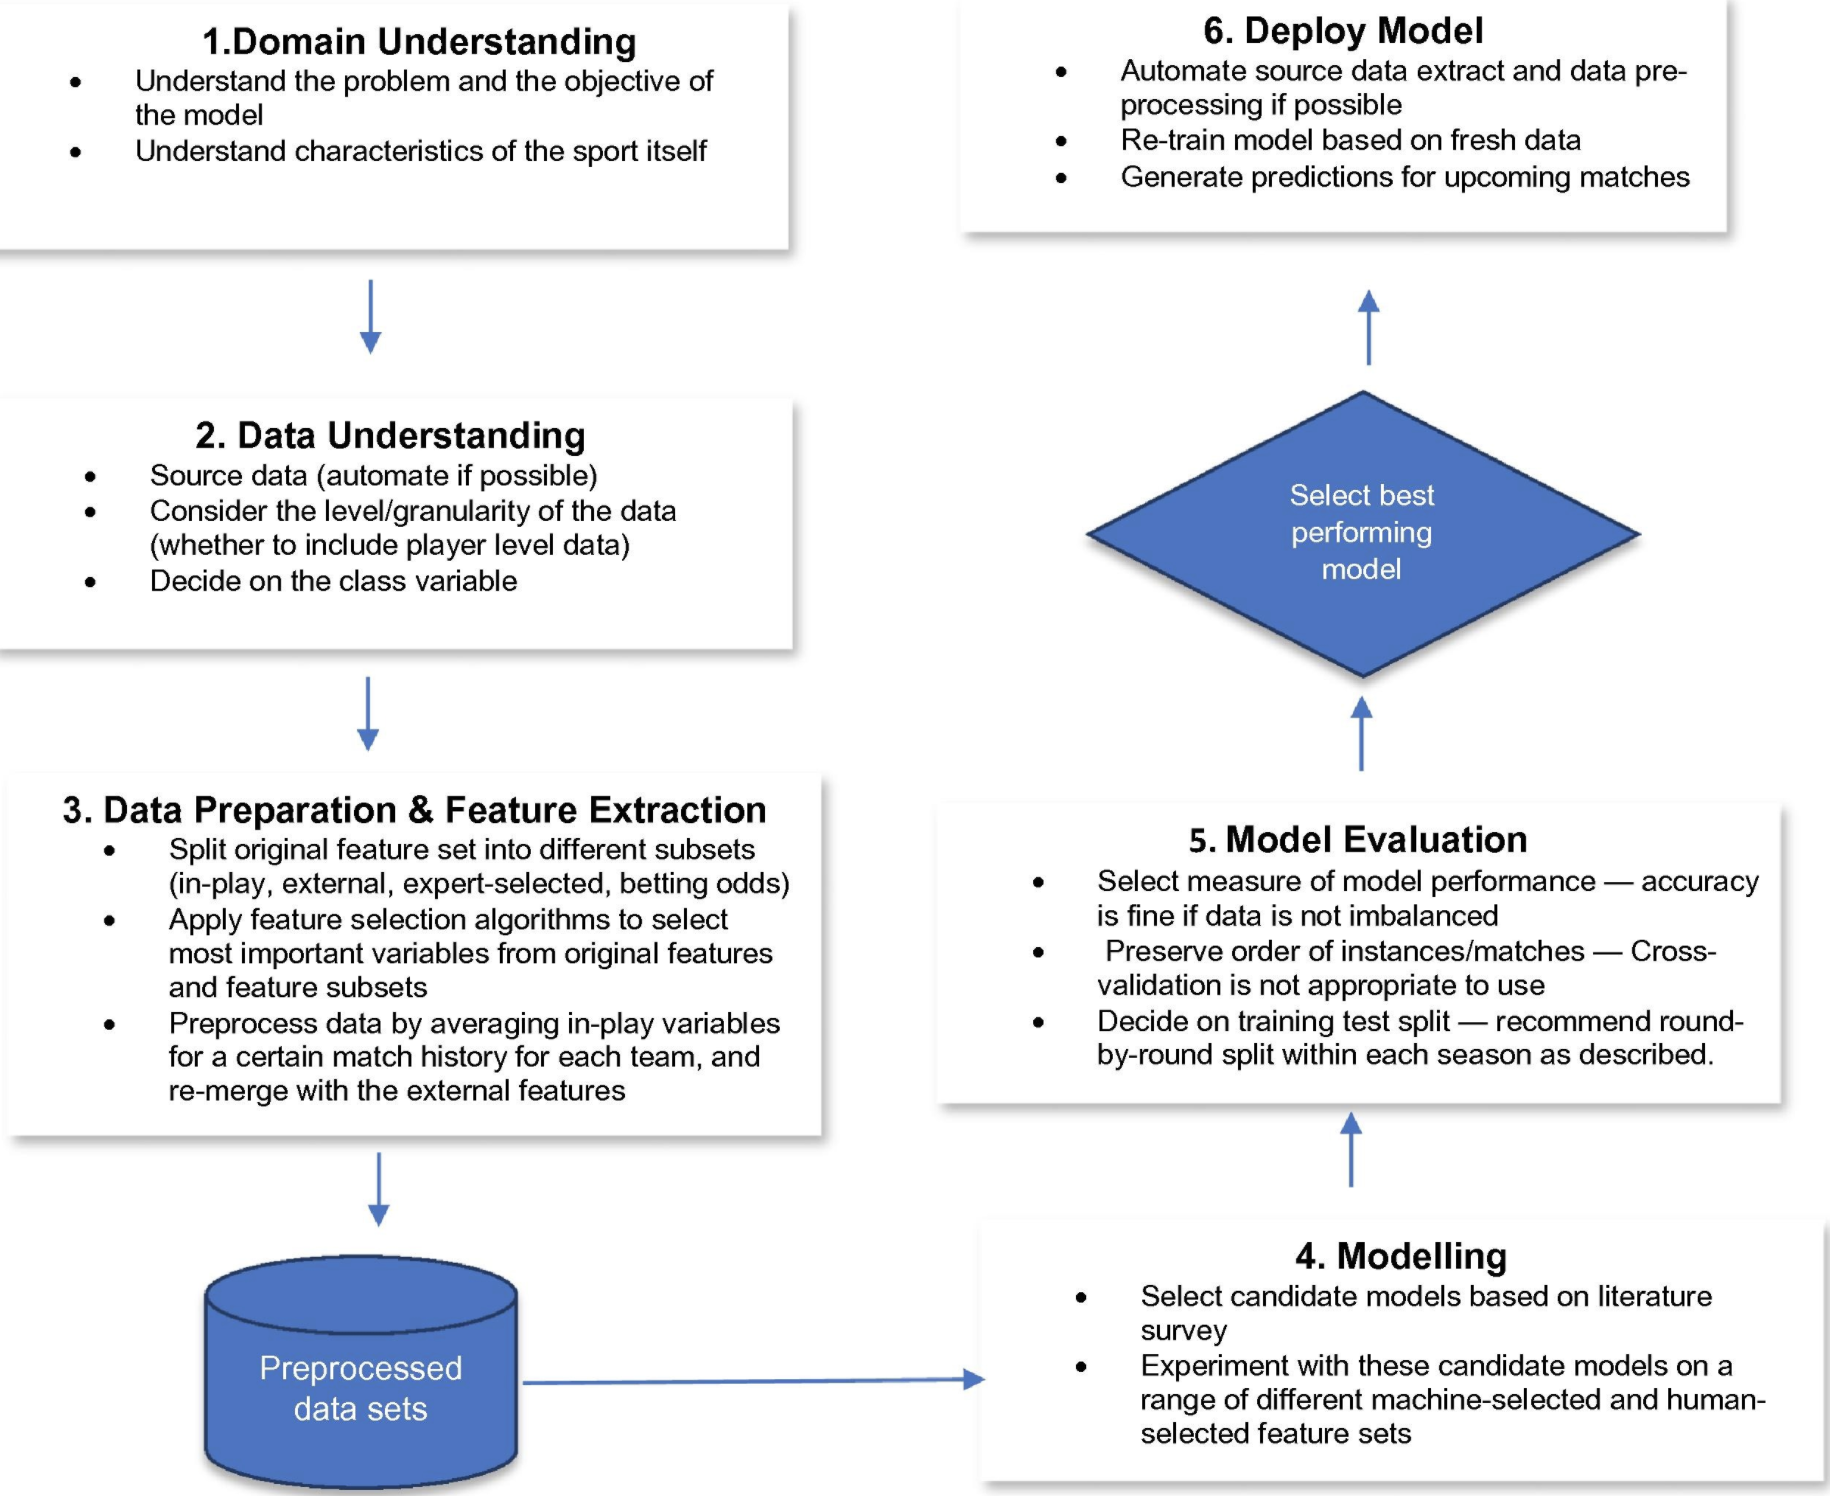 1.Domain Understanding
• Understand the problem and the objective of
the model
• Understand characteristics of the sport itself
2. Data Understanding
• Source data (automate if possible)
• Consider the level/granularity of the data
(whether to include player level data)
• Decide on the class variable
3. Data Preparation & Feature Extraction
• Split original feature set into different subsets
(in-play, external, expert-selected, betting odds)
• Apply feature selection algorithms to select
most important variables from original features
and feature subsets
• Preprocess data by averaging in-play variables
for a certain match history for each team, and
re-merge with the external features
Preprocessed
data sets
4. Modelling
• Select candidate models based on literature
survey
• Experiment with these candidate models on a
range of different machine-selected and human-
selected feature sets
5. Model Evaluation
• Select measure of model performance — accuracy
is fine if data is not imbalanced
• Preserve order of instances/matches — Cross-
validation is not appropriate to use
• Decide on training test split — recommend round-
by-round split within each season as described.
Select best
performing
model
6. Deploy Model
• Automate source data extract and data pre-
processing if possible
• Re-train model based on fresh data
• Generate predictions for upcoming matches